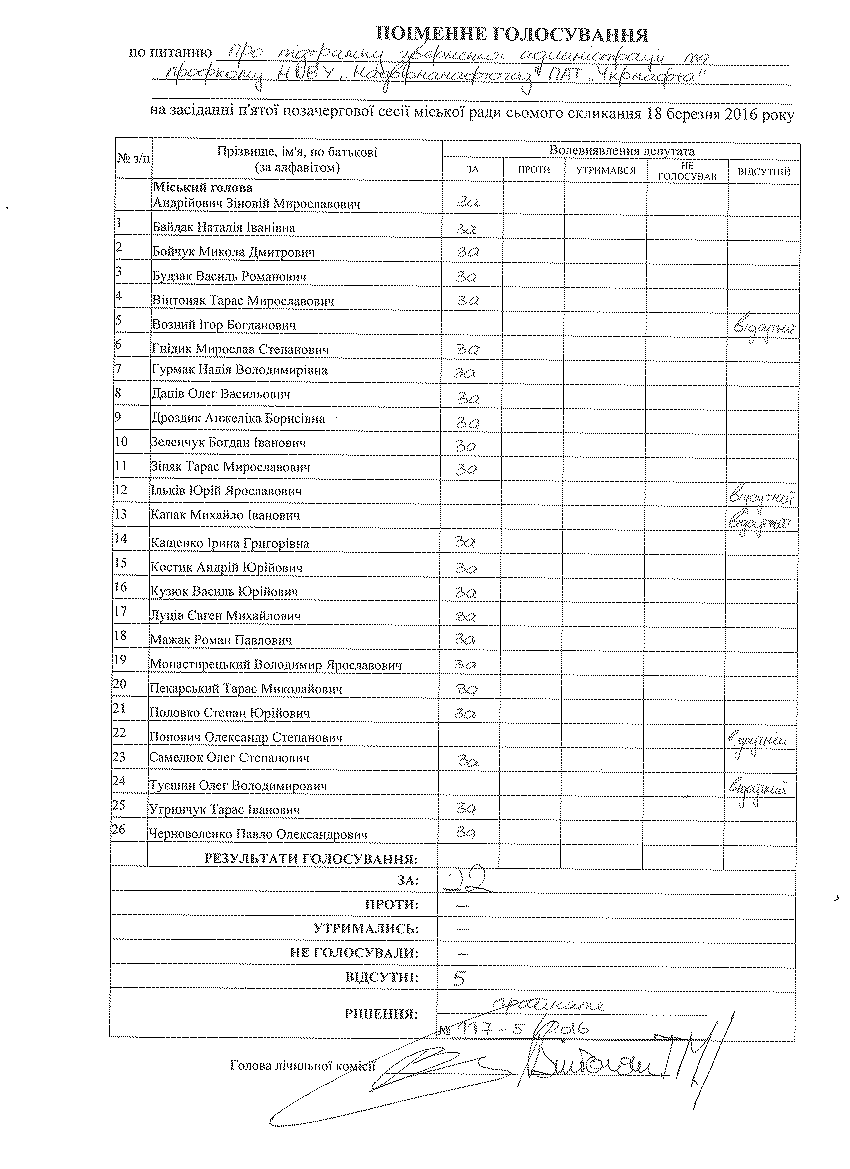 ПОІМЕННЕ ГОЛОСУВАННЯ
по питанню Про підтримку звернення адміністрації та
профкому НГВУ „Надвірнанафтогаз" ПАТ „Укрнафта"
на засіданні п'ятої позачергової сесії міської ради сьомого скликання 18 березня 2016 року
№ з/п Прізвище, ім'я, по батькові (за алфавітом) Волевиявлення депутата
ЗА ПРОТИ УТРИМАВСЯ НЕ ГОЛОСУВАВ ВІДСУТНІЙ
Міський голова
Андрійович Зіновій Мирославович за
1 Байдак Наталія Іванівна за
2 Бойчук Микола Дмитрович за
3 Будзак Василь Романович за
4 Вінтоняк Тарас Мирославович за
5 Возний Ігор Богданович відсутній
6 Гнідик Мирослав Степанович за
7 Гурмак Надія Володимирівна за
8 Даців Олег Васильович за
9 Дроздик Анжеліка Борисівна за
10 Зеленчук Богдан Іванович за
11 Зіняк Тарас Мирославович за
12 Ільків Юрій Ярославович відсутній
13 Капак Михайло Іванович відсутній
14 Кащенко Ірина Григорівна за
15 Костик Андрій Юрійович за
16 Кузюк Василь Юрійович за
17 Луща Євген Михайлович за
18 Мажак Роман Павлович за
19 Монастирецький Володимир Ярославович за
20 Пекарський Тарас Миколайович за
21 Половко Степан Юрійович за
22 Попович Олександр Степанович відсутній
23 Самелюк Олег Степанович за
24 Туєшин Олег Володимирович відсутній
25 Угринчук Тарас Іванович за
26 Черноволенко Павло Олександрович за
РЕЗУЛЬТАТИ ГОЛОСУВАННЯ:
ЗА: 22
ПРОТИ: –
УТРИМАЛИСЬ: –
НЕ ГОЛОСУВАЛИ: –
ВІДСУТНІ: 5
РІШЕННЯ: прийнято
№ 117-5/2016
Голова лічильної комісії Вінтоняк Т.М.